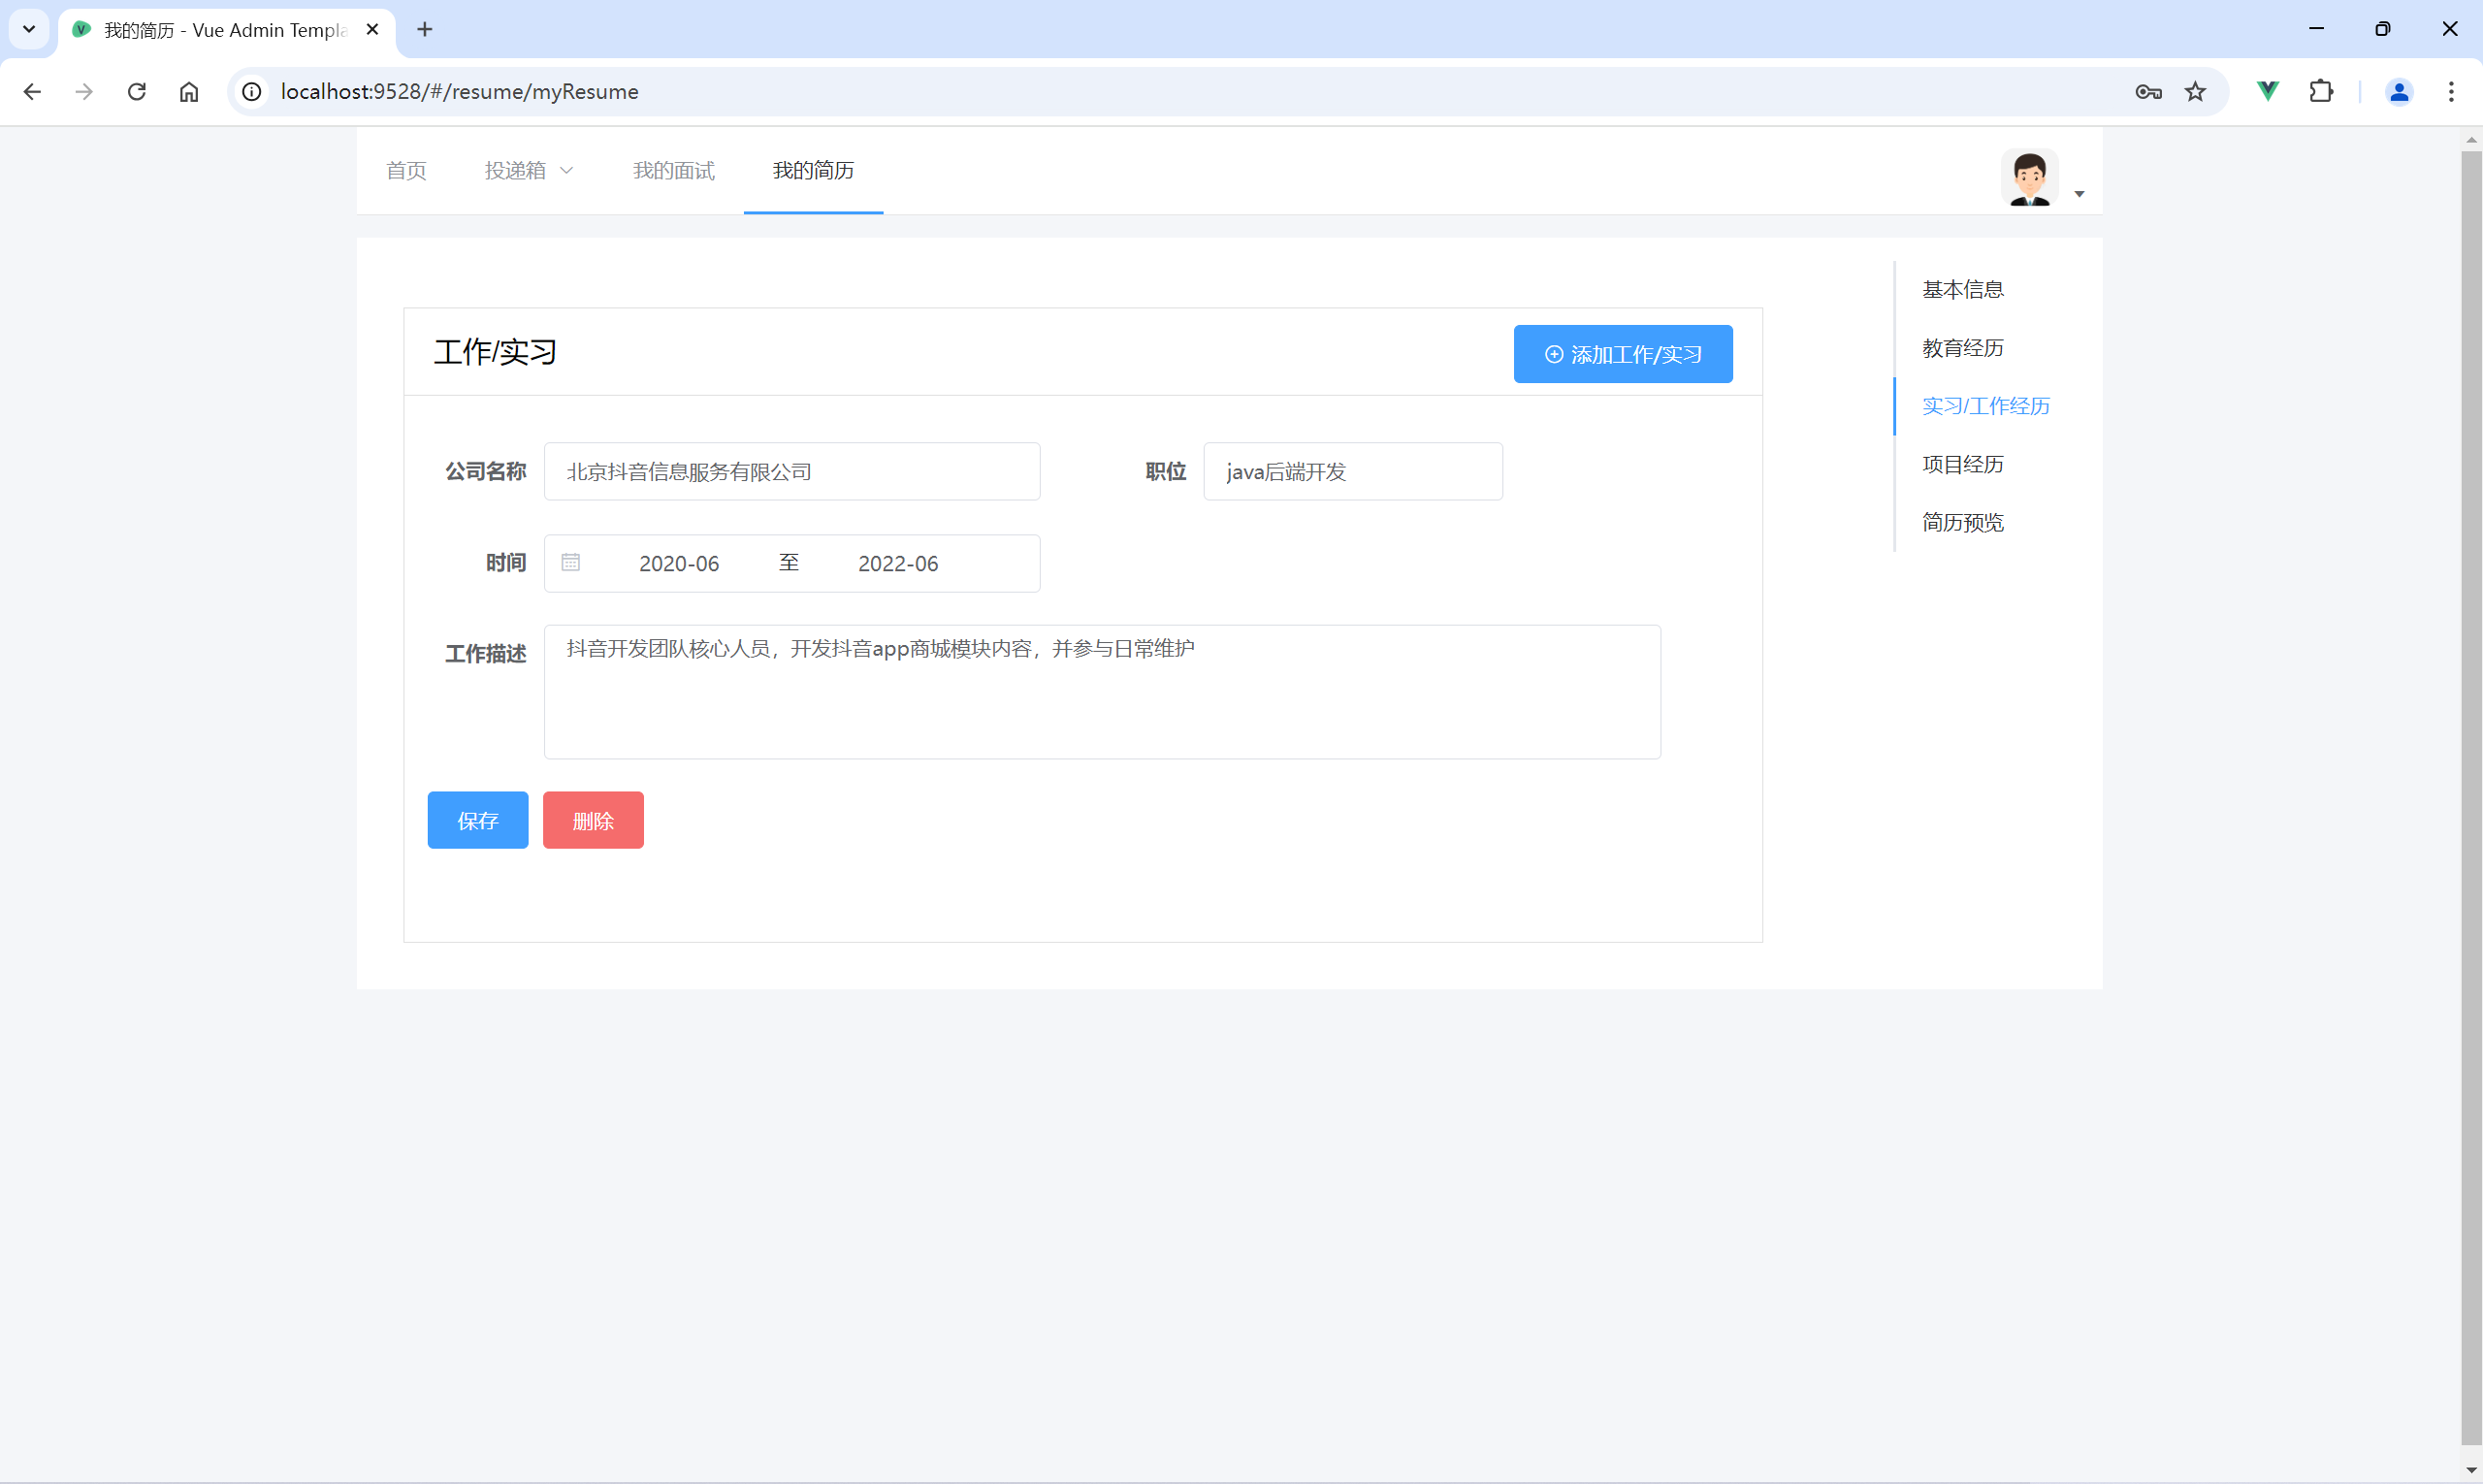 我的简历 - Vue Admin Templa
localhost:9528/#/resume/myResume
首页 投递箱 我的面试 我的简历
基本信息
教育经历
实习/工作经历
项目经历
简历预览
工作/实习 添加工作/实习
公司名称 北京抖音信息服务有限公司 职位 java后端开发
时间 2020-06 至 2022-06
工作描述 抖音开发团队核心人员，开发抖音app商城模块内容，并参与日常维护
保存 删除